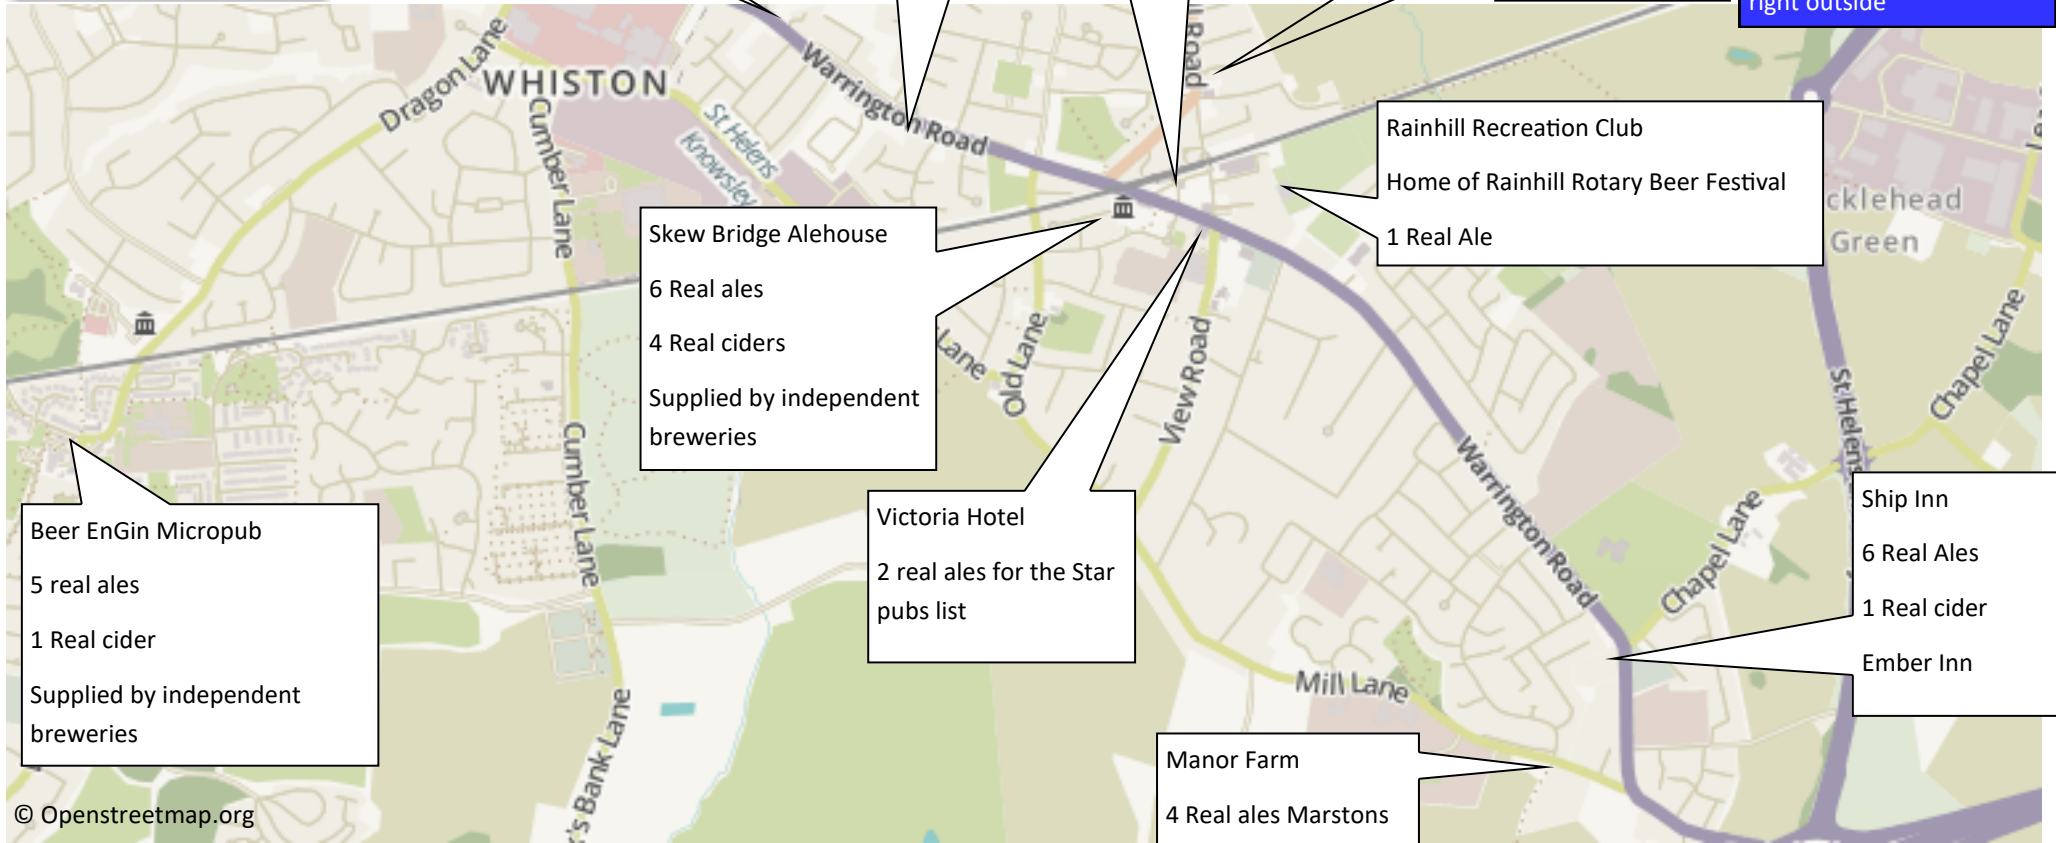 right outside
Dragon Lane
WHISTON
Cumber Lane
St Helens
Knowsley
Warrington Road
Road
Rainhill Recreation Club
Home of Rainhill Rotary Beer Festival
1 Real Ale
Green
Skew Bridge Alehouse
6 Real ales
4 Real ciders
Supplied by independent
breweries
Lane
Old Lane
View Road
St Helens
Chapel Lane
Cumber Lane
Warrington Road
Chapel Lane
Beer EnGin Micropub
5 real ales
1 Real cider
Supplied by independent
breweries
Victoria Hotel
2 real ales for the Star
pubs list
Ship Inn
6 Real Ales
1 Real cider
Ember Inn
Mill Lane
's Bank Lane
Manor Farm
4 Real ales Marstons
© Openstreetmap.org